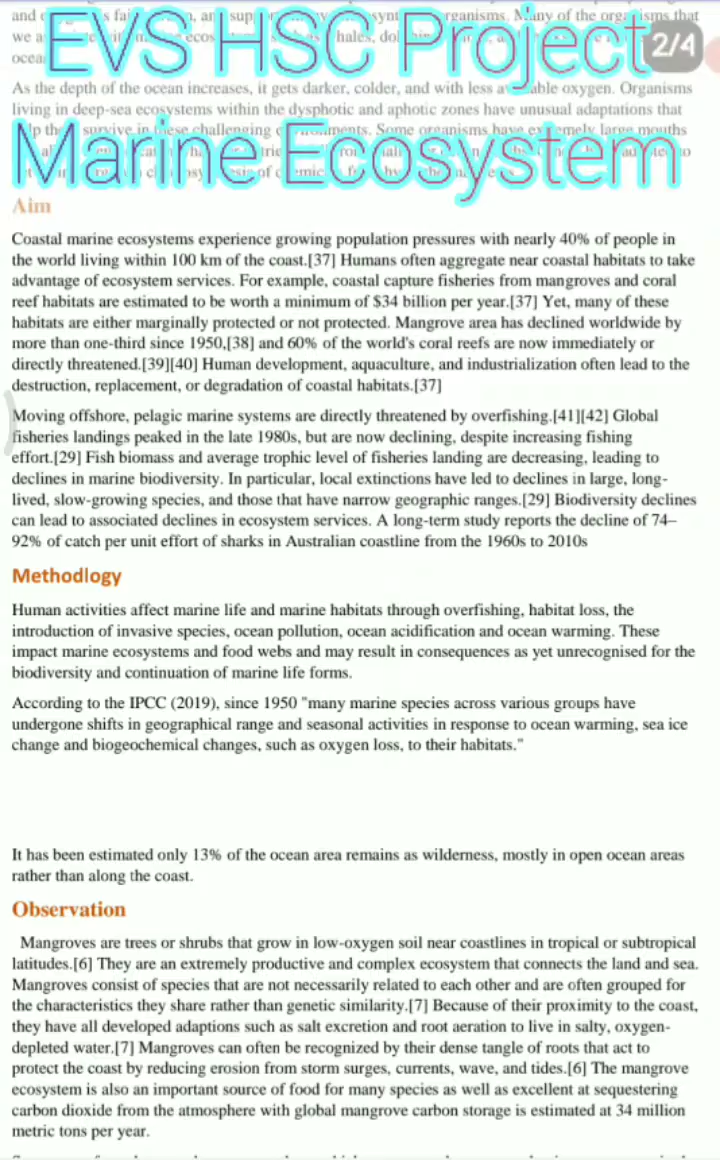 EVS HSC Project
2/4
As the depth of the ocean increases, it gets darker, colder, and with less available oxygen. Organisms
living in deep-sea ecosystems within the dysphotic and aphotic zones have unusual adaptations that
survive in these challenging environments. Some organisms have extremely large mouths
Marine Ecosystem
Aim
Coastal marine ecosystems experience growing population pressures with nearly 40% of people in
the world living within 100 km of the coast.[37] Humans often aggregate near coastal habitats to take
advantage of ecosystem services. For example, coastal capture fisheries from mangroves and coral
reef habitats are estimated to be worth a minimum of $34 billion per year.[37] Yet, many of these
habitats are either marginally protected or not protected. Mangrove area has declined worldwide by
more than one-third since 1950,[38] and 60% of the world's coral reefs are now immediately or
directly threatened.[39][40] Human development, aquaculture, and industrialization often lead to the
destruction, replacement, or degradation of coastal habitats.[37]
Moving offshore, pelagic marine systems are directly threatened by overfishing.[41][42] Global
fisheries landings peaked in the late 1980s, but are now declining, despite increasing fishing
effort.[29] Fish biomass and average trophic level of fisheries landing are decreasing, leading to
declines in marine biodiversity. In particular, local extinctions have led to declines in large, long-
lived, slow-growing species, and those that have narrow geographic ranges.[29] Biodiversity declines
can lead to associated declines in ecosystem services. A long-term study reports the decline of 74–
92% of catch per unit effort of sharks in Australian coastline from the 1960s to 2010s
Methodlogy
Human activities affect marine life and marine habitats through overfishing, habitat loss, the
introduction of invasive species, ocean pollution, ocean acidification and ocean warming. These
impact marine ecosystems and food webs and may result in consequences as yet unrecognised for the
biodiversity and continuation of marine life forms.
According to the IPCC (2019), since 1950 "many marine species across various groups have
undergone shifts in geographical range and seasonal activities in response to ocean warming, sea ice
change and biogeochemical changes, such as oxygen loss, to their habitats."
It has been estimated only 13% of the ocean area remains as wilderness, mostly in open ocean areas
rather than along the coast.
Observation
Mangroves are trees or shrubs that grow in low-oxygen soil near coastlines in tropical or subtropical
latitudes.[6] They are an extremely productive and complex ecosystem that connects the land and sea.
Mangroves consist of species that are not necessarily related to each other and are often grouped for
the characteristics they share rather than genetic similarity.[7] Because of their proximity to the coast,
they have all developed adaptions such as salt excretion and root aeration to live in salty, oxygen-
depleted water.[7] Mangroves can often be recognized by their dense tangle of roots that act to
protect the coast by reducing erosion from storm surges, currents, wave, and tides.[6] The mangrove
ecosystem is also an important source of food for many species as well as excellent at sequestering
carbon dioxide from the atmosphere with global mangrove carbon storage is estimated at 34 million
metric tons per year.